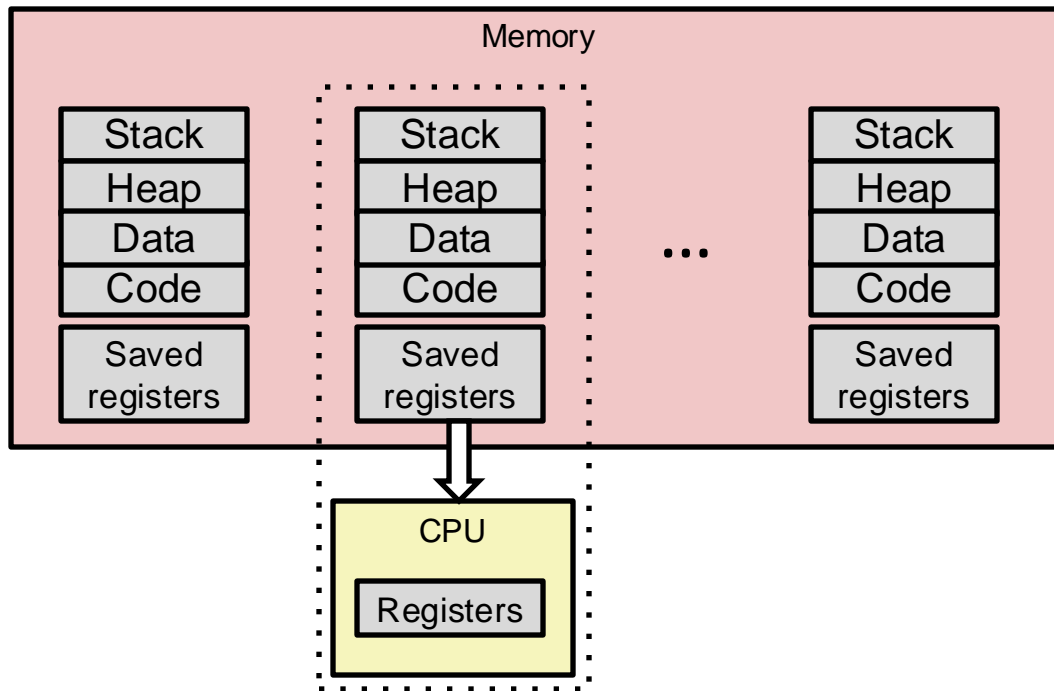 Memory
Stack
Heap
Data
Code
Saved
registers
Stack
Heap
Data
Code
Saved
registers
...
Stack
Heap
Data
Code
Saved
registers
CPU
Registers